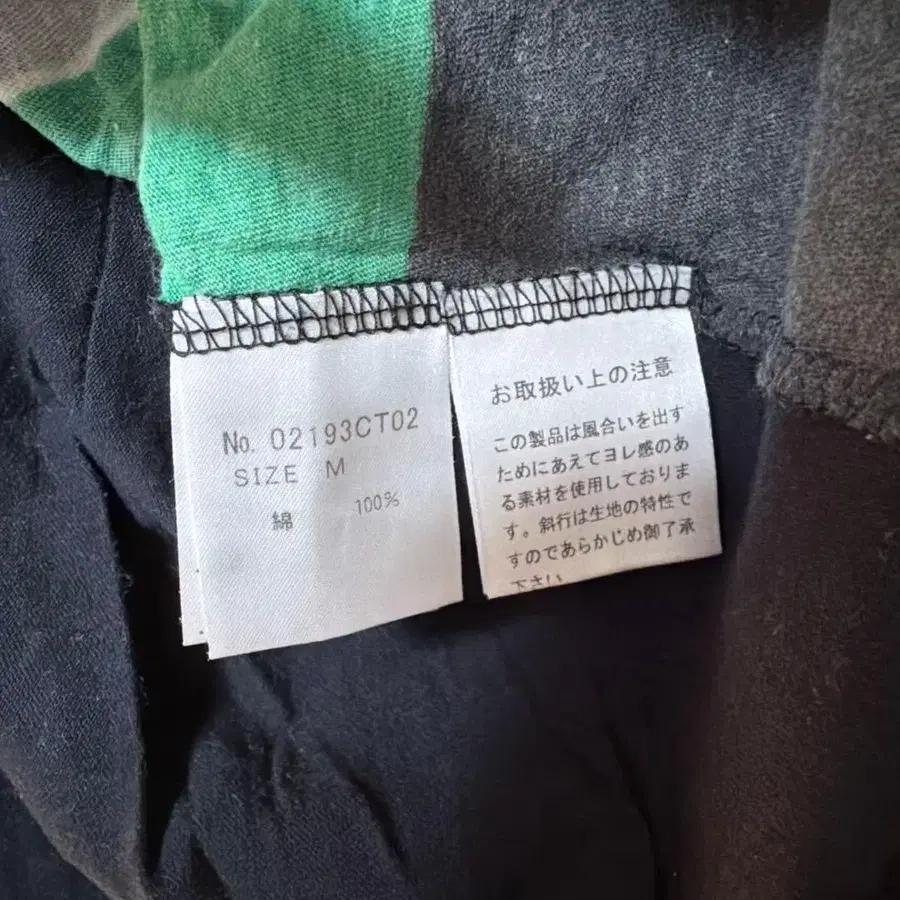 No. 02193CT02
SIZE M
綿 100%
お取扱い上の注意
この製品は風合いを出す
ためにあえてヨレ感のあ
る素材を使用しておりま
す。斜行は生地の特性で
すのであらかじめ御了承
下さい